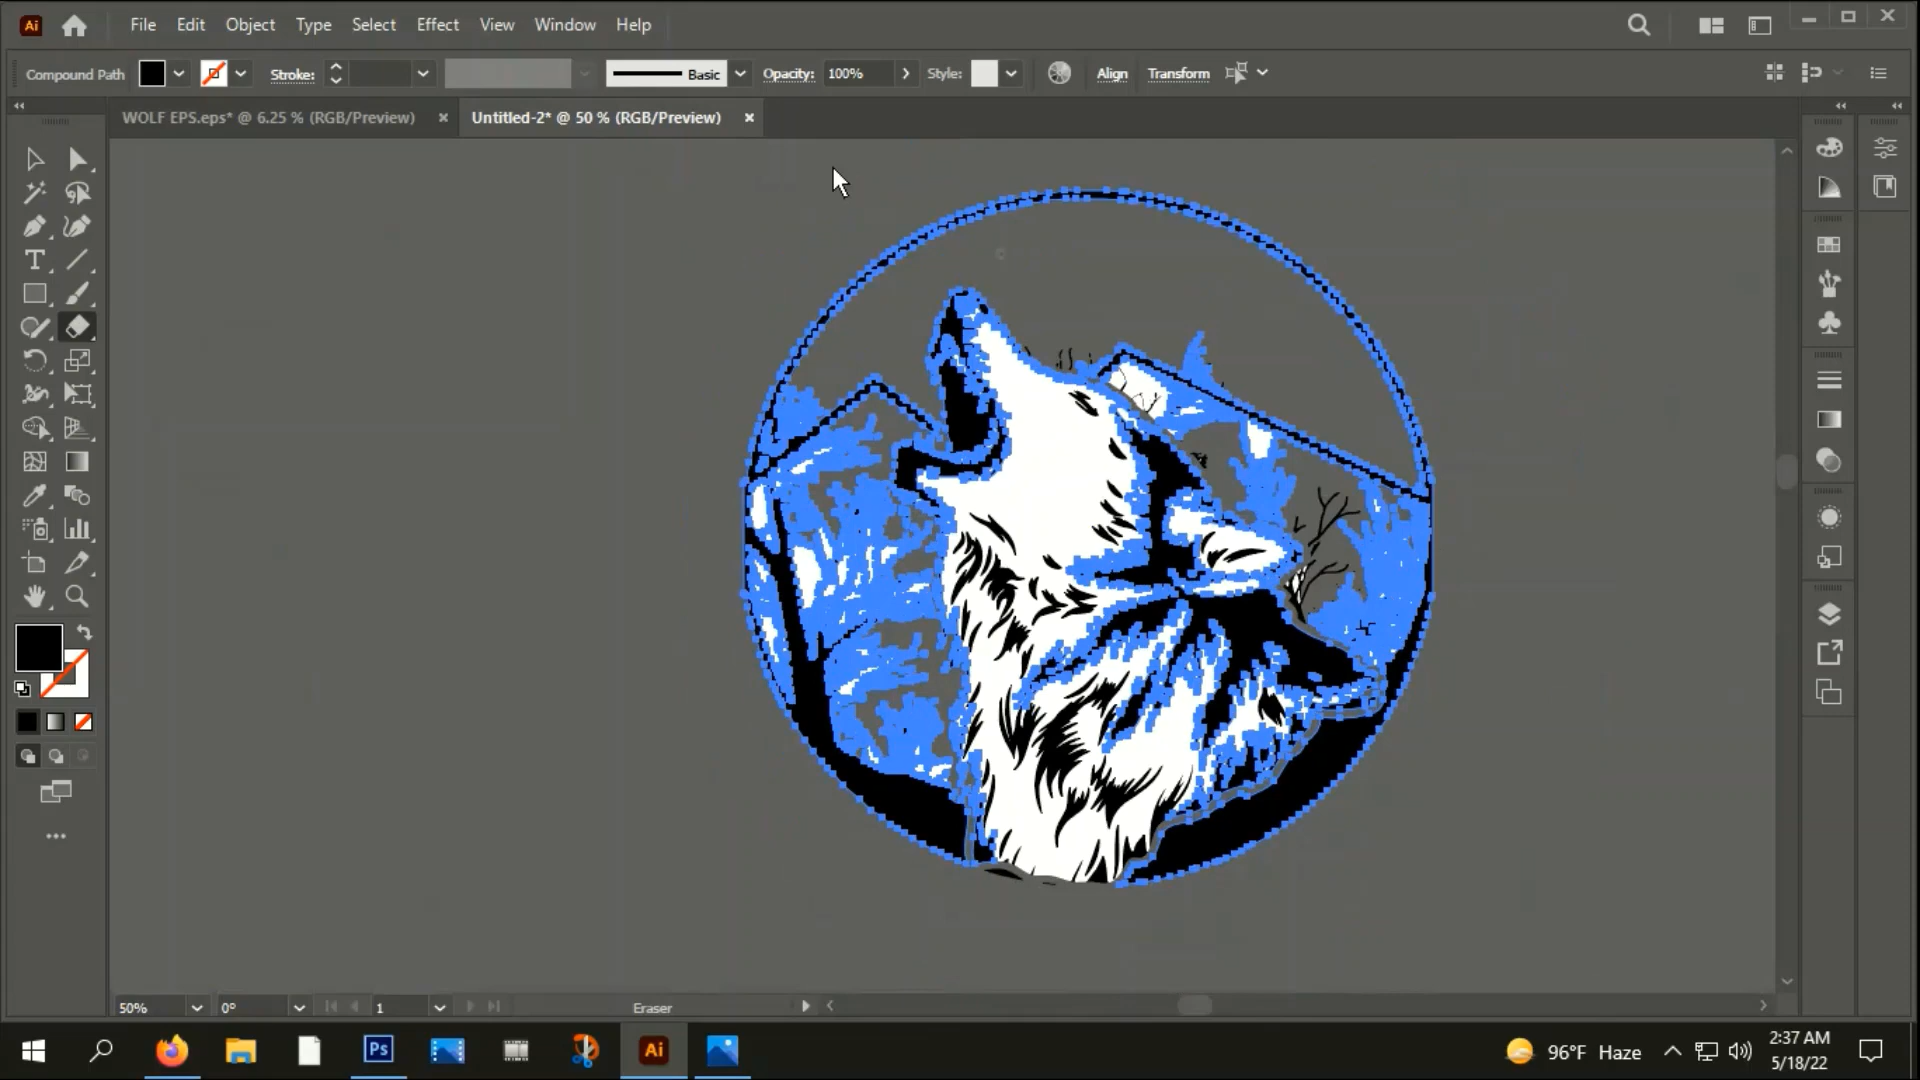 Ai File Edit Object Type Select Effect View Window Help
Compound Path Stroke: Basic Opacity: 100% Style: Align Transform
WOLF EPS.eps* @ 6.25 % (RGB/Preview) × Untitled-2* @ 50 % (RGB/Preview) ×
T
50% 0° 1 Eraser
Ps Ai 96°F Haze 2:37 AM
5/18/22